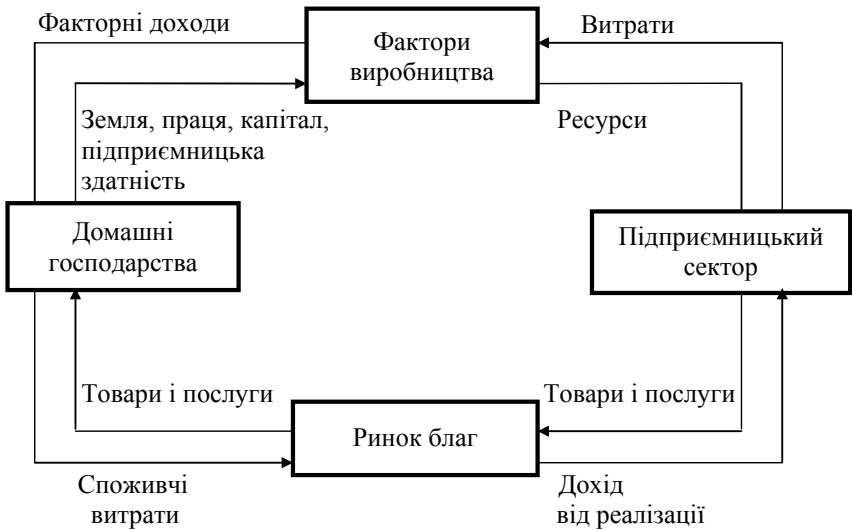 Факторні доходи
Фактори
виробництва
Витрати
Земля, праця, капітал,
підприємницька
здатність
Ресурси
Домашні
господарства
Підприємницький
сектор
Товари і послуги
Товари і послуги
Ринок благ
Споживчі
витрати
Дохід
від реалізації